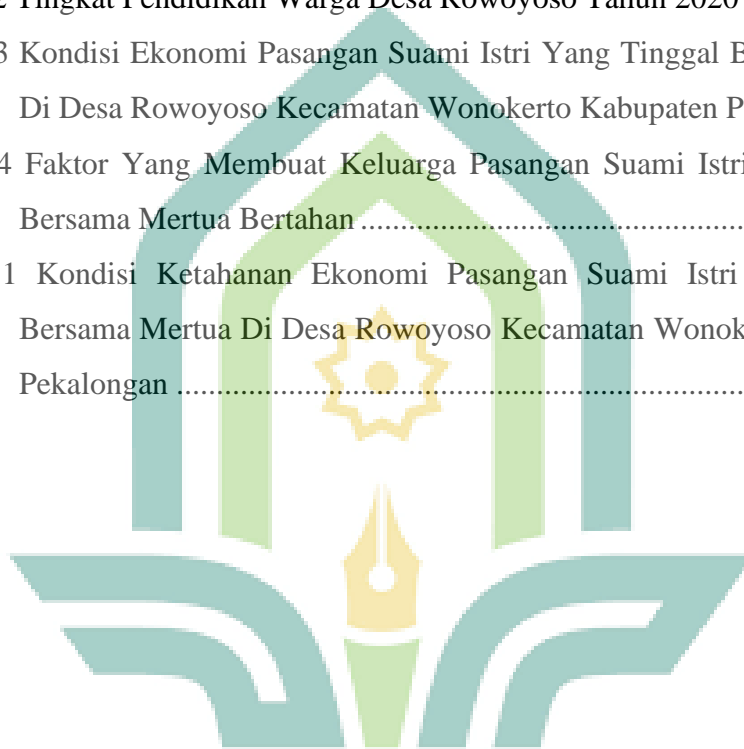 2 Tingkat Pendidikan Warga Desa Rowoyoso Tahun 2020
3 Kondisi Ekonomi Pasangan Suami Istri Yang Tinggal B
Di Desa Rowoyoso Kecamatan Wonokerto Kabupaten P
4 Faktor Yang Membuat Keluarga Pasangan Suami Istri
Bersama Mertua Bertahan ..........................................
1 Kondisi Ketahanan Ekonomi Pasangan Suami Istri
Bersama Mertua Di Desa Rowoyoso Kecamatan Wonok
Pekalongan ...............................................................